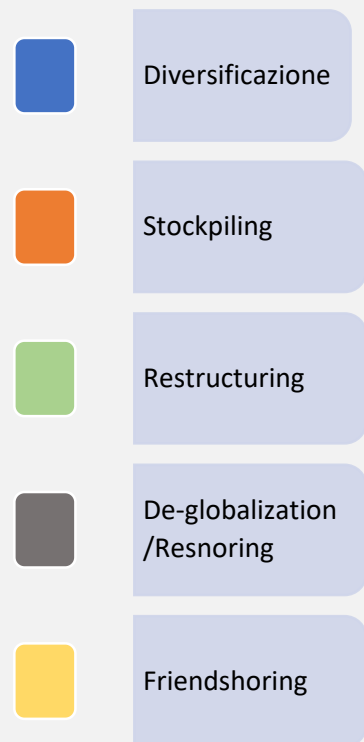 Diversificazione
Stockpiling
Restructuring
De-globalization
/Resnoring
Friendshoring